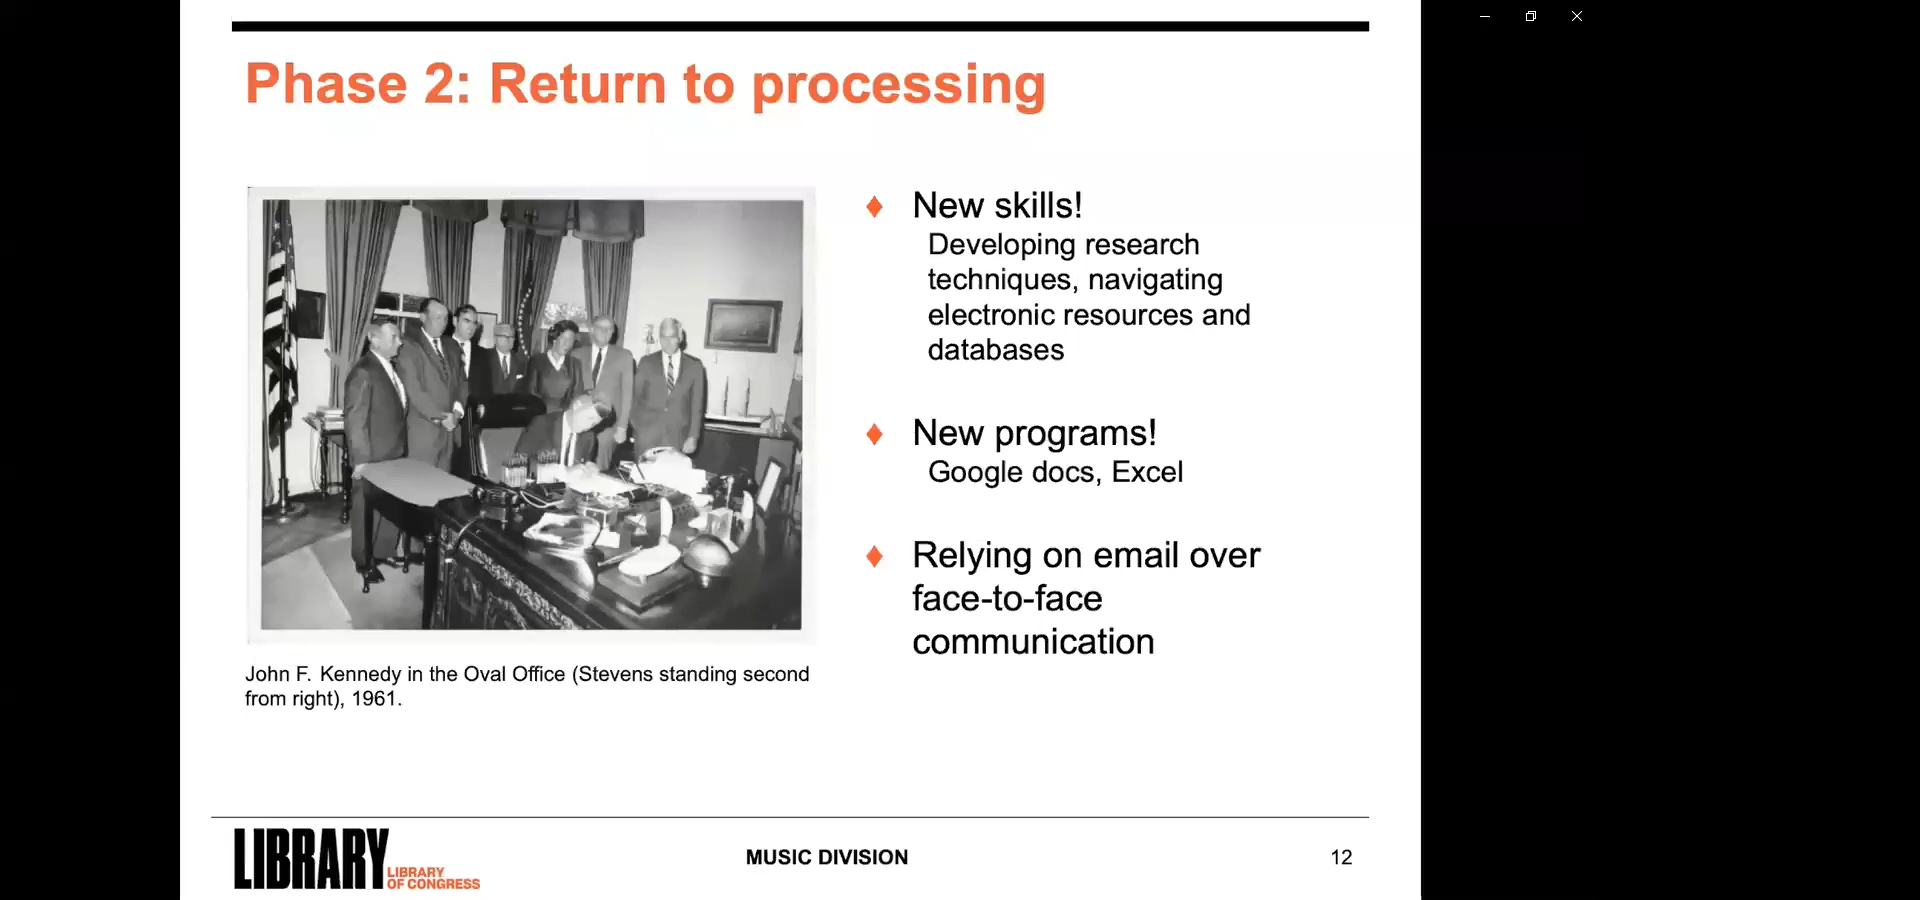 Phase 2: Return to processing
John F. Kennedy in the Oval Office (Stevens standing second
from right), 1961.
New skills!
Developing research
techniques, navigating
electronic resources and
databases
New programs!
Google docs, Excel
Relying on email over
face-to-face
communication
LIBRARY
LIBRARY
OF CONGRESS
MUSIC DIVISION
12